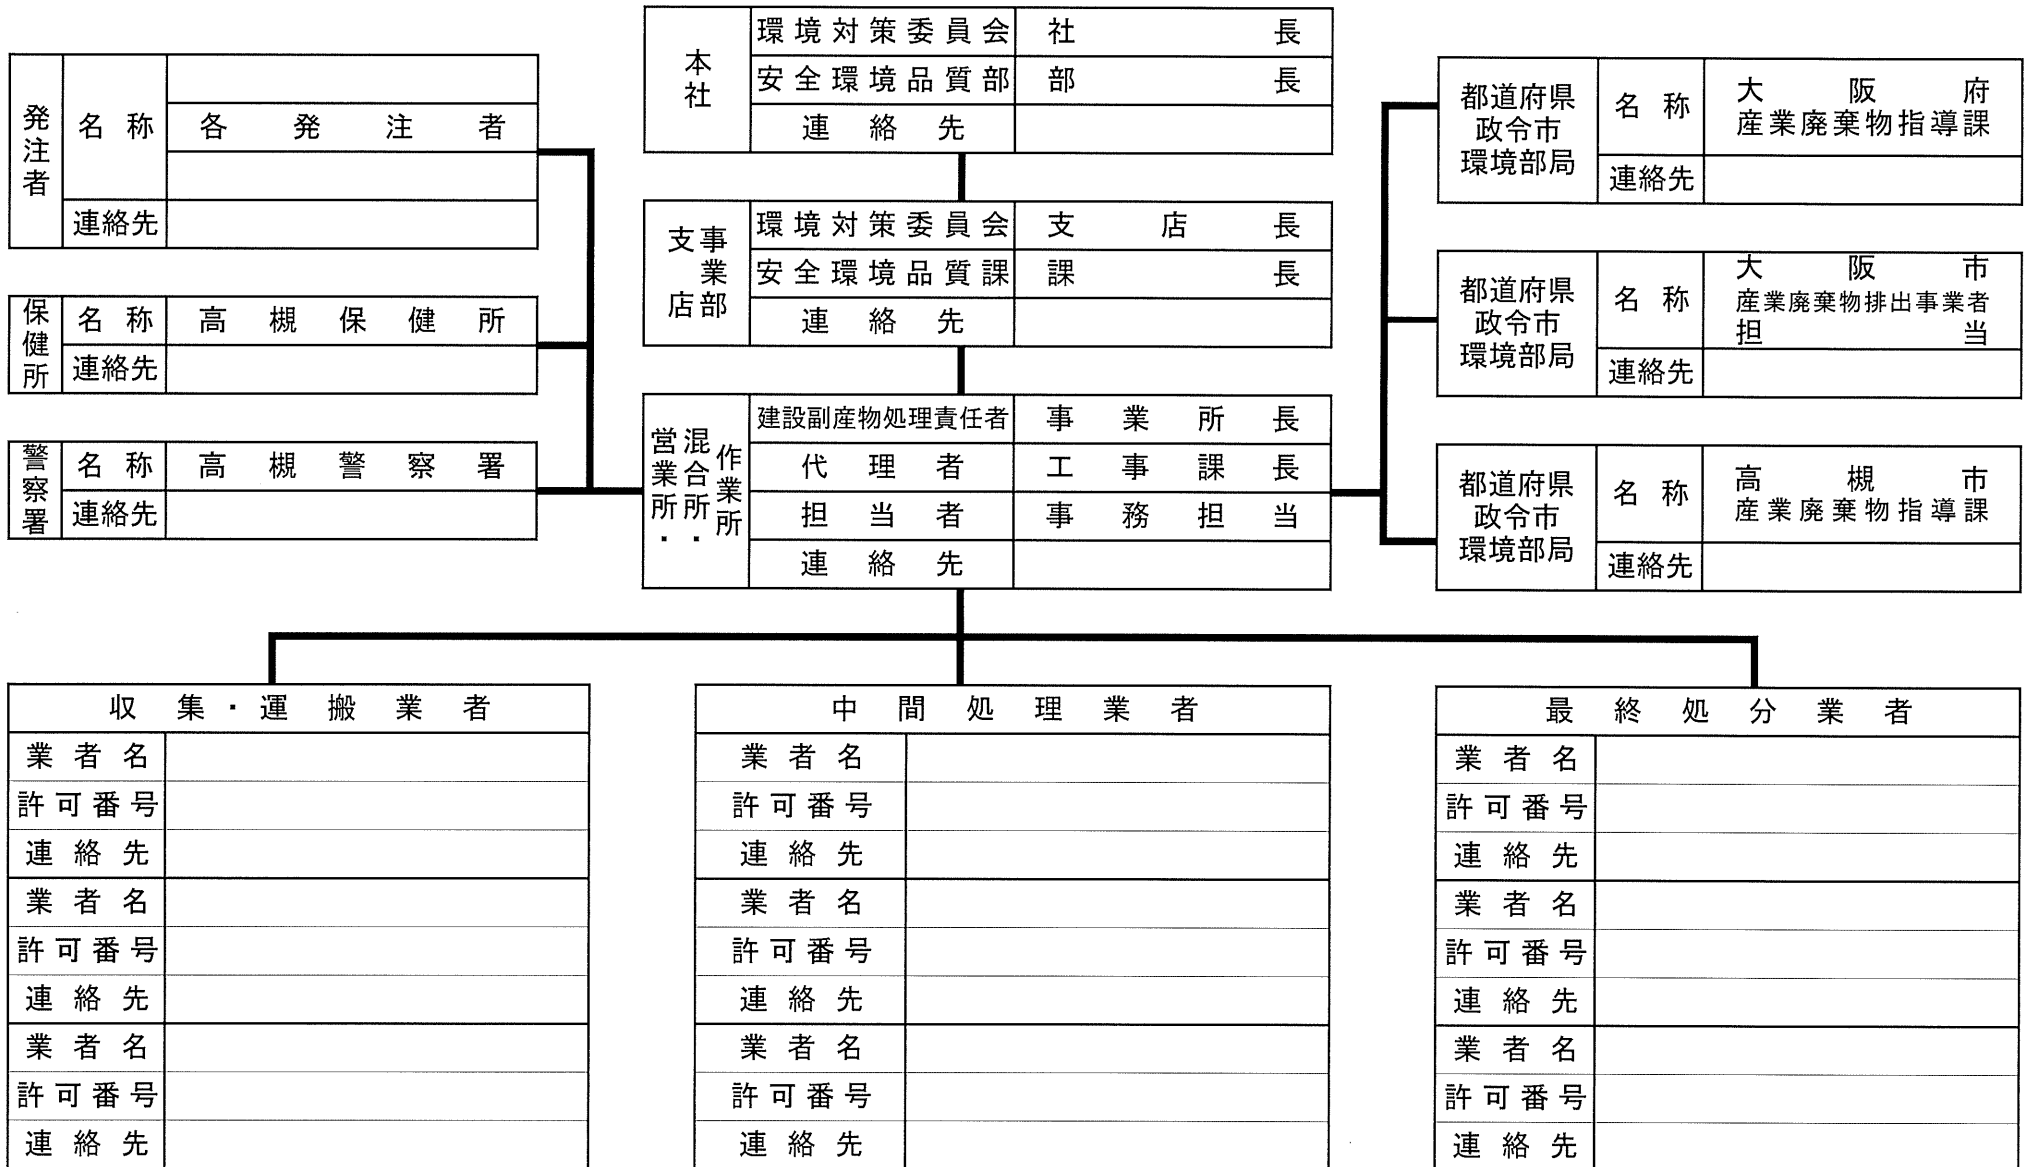 発注者
名称
各発注者
連絡先
保健所
名称 高槻保健所
連絡先
警察署
名称 高槻警察署
連絡先
本社
環境対策委員会 社長
安全環境品質部 部長
連絡先
事業部
支店
環境対策委員会 支店長
安全環境品質課 課長
連絡先
作業所
混合所・
営業所・
建設副産物処理責任者 事業所長
代理者 工事課長
担当者 事務担当
連絡先
都道府県
政令市
環境部局
名称
大阪府
産業廃棄物指導課
連絡先
都道府県
政令市
環境部局
名称
大阪市
産業廃棄物排出事業者
担当
連絡先
都道府県
政令市
環境部局
名称
高槻市
産業廃棄物指導課
連絡先
収集・運搬業者
業者名
許可番号
連絡先
業者名
許可番号
連絡先
業者名
許可番号
連絡先
中間処理業者
業者名
許可番号
連絡先
業者名
許可番号
連絡先
業者名
許可番号
連絡先
最終処分業者
業者名
許可番号
連絡先
業者名
許可番号
連絡先
業者名
許可番号
連絡先